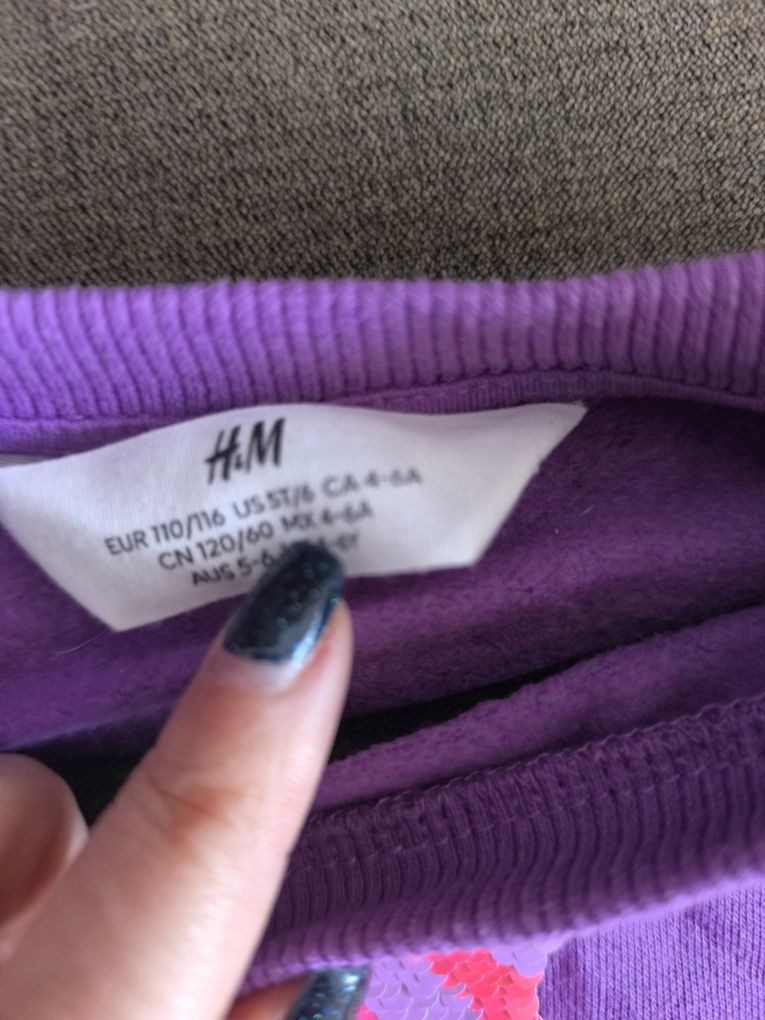 H&M
EUR 110/116 US 5T/6 CA 4-6A
CN 120/60 MX 4-6A
AUS 5-6